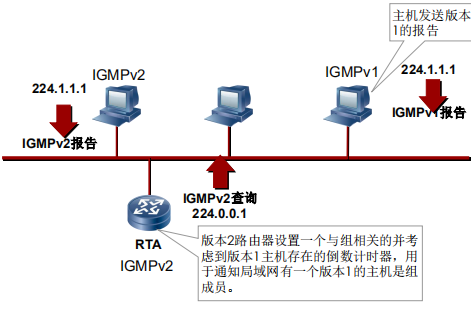 主机发送版本
1的报告
IGMPv2
IGMPv1
224.1.1.1
224.1.1.1
IGMPv2报告
IGMPv1报告
IGMPv2查询
224.0.0.1
RTA
IGMPv2
版本2路由器设置一个与组相关的并考
虑到版本1主机存在的倒数计时器，用
于通知局域网有一个版本1的主机是组
成员。